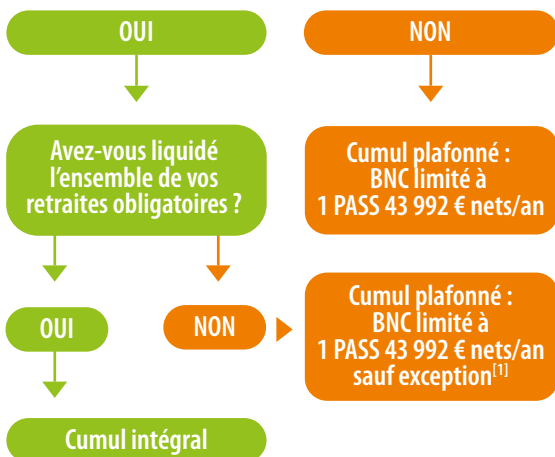 OUI
NON
Avez-vous liquidé
l'ensemble de vos
retraites obligatoires ?
Cumul plafonné :
BNC limité à
1 PASS 43 992 € nets/an
OUI
NON
Cumul plafonné :
BNC limité à
1 PASS 43 992 € nets/an
sauf exception[1]
Cumul intégral